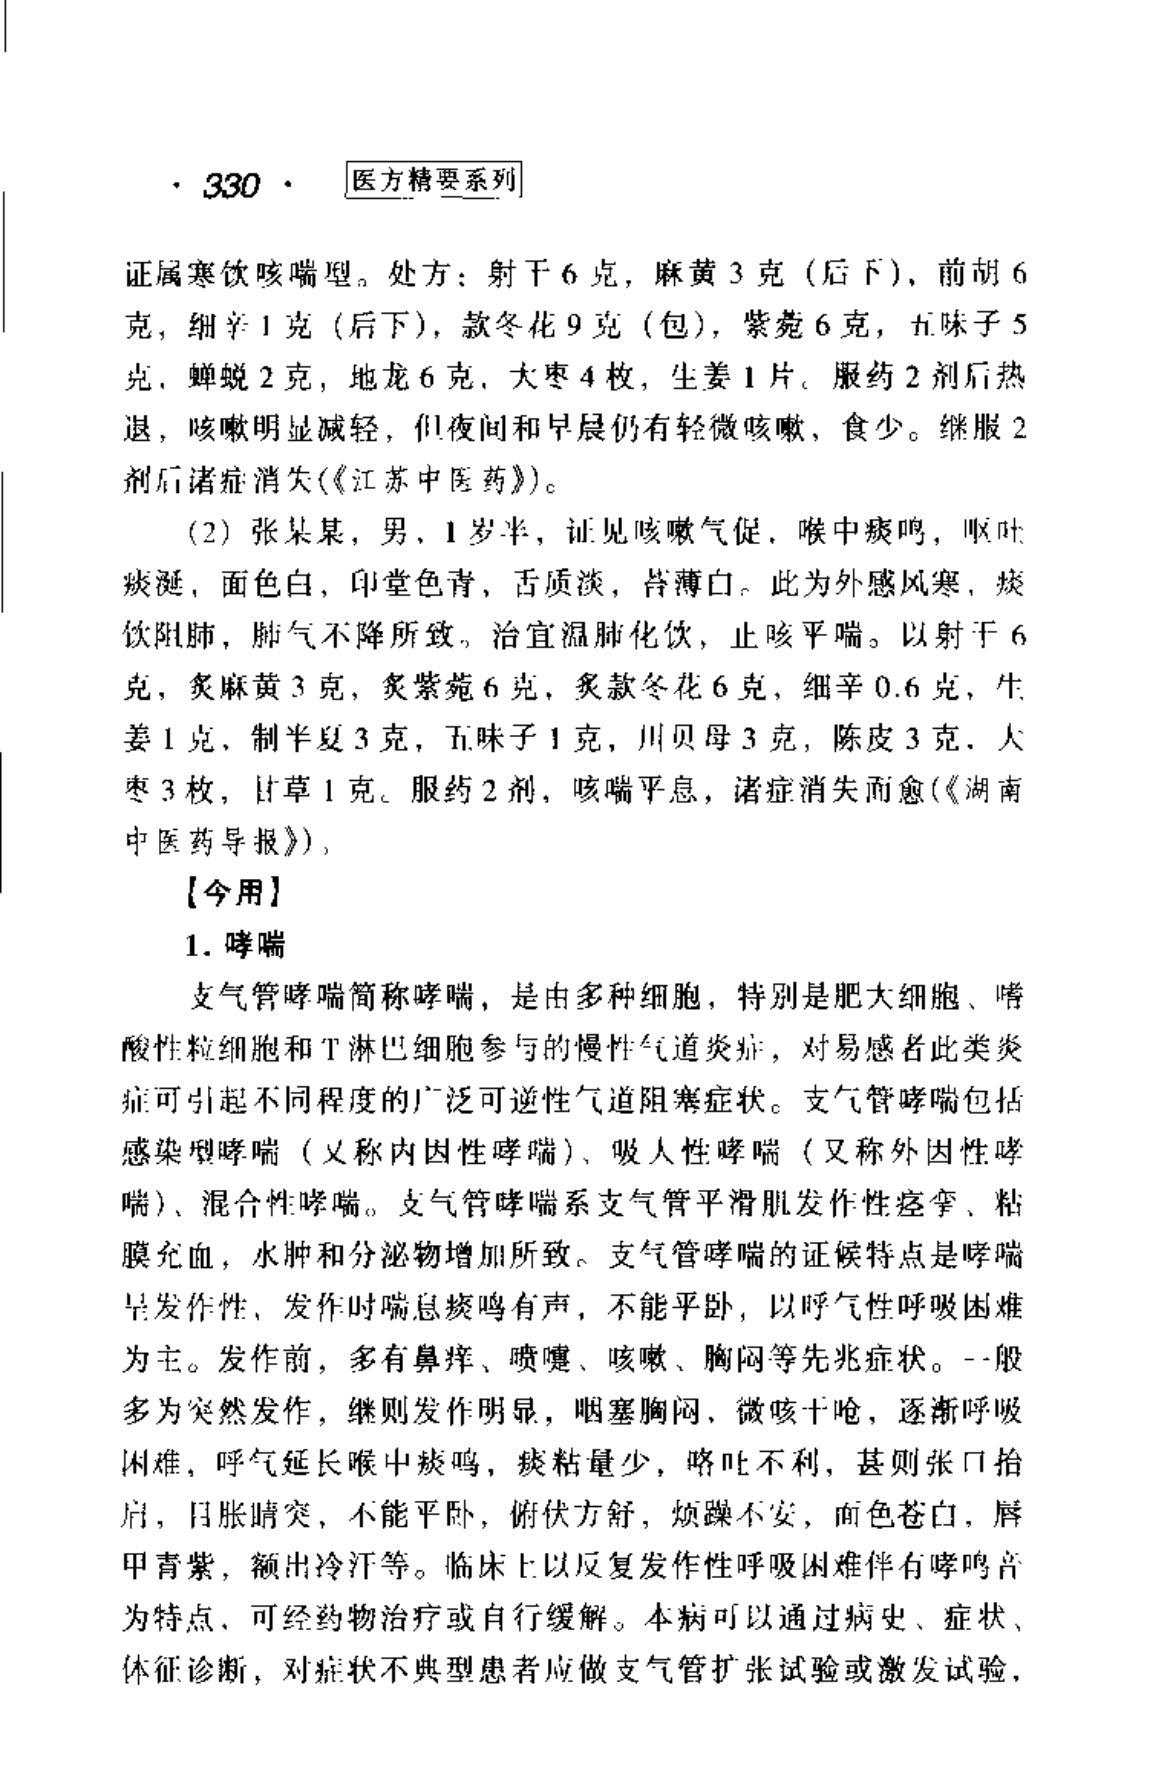 · 330 · 医方精要系列
证属寒饮咳喘型。处方：射干 6 克，麻黄 3 克（后下），前胡 6
克，细辛 1 克（后下），款冬花 9 克（包），紫菀 6 克，五味子 5
克，蝉蜕 2 克，地龙 6 克，大枣 4 枚，生姜 1 片。服药 2 剂后热
退，咳嗽明显减轻，但夜间和早晨仍有轻微咳嗽，食少。继服 2
剂后诸症消失(《江苏中医药》)。
（2）张某某，男，1 岁半，证见咳嗽气促，喉中痰鸣，呕吐
痰涎，面色白，印堂色青，舌质淡，苔薄白。此为外感风寒，痰
饮阻肺，肺气不降所致。治宜温肺化饮，止咳平喘。以射干 6
克，炙麻黄 3 克，炙紫菀 6 克，炙款冬花 6 克，细辛 0.6 克，生
姜 1 克，制半夏 3 克，五味子 1 克，川贝母 3 克，陈皮 3 克，大
枣 3 枚，甘草 1 克。服药 2 剂，咳喘平息，诸症消失而愈(《湖南
中医药导报》)。
【今用】
1. 哮喘
支气管哮喘简称哮喘，是由多种细胞，特别是肥大细胞、嗜
酸性粒细胞和 T 淋巴细胞参与的慢性气道炎症，对易感者此类炎
症可引起不同程度的广泛可逆性气道阻塞症状。支气管哮喘包括
感染型哮喘（又称内因性哮喘）、吸人性哮喘（又称外因性哮
喘）、混合性哮喘。支气管哮喘系支气管平滑肌发作性痉挛、粘
膜充血，水肿和分泌物增加所致。支气管哮喘的证候特点是哮喘
呈发作性，发作时喘息痰鸣有声，不能平卧，以呼气性呼吸困难
为主。发作前，多有鼻痒、喷嚏、咳嗽、胸闷等先兆症状。一般
多为突然发作，继则发作明显，咽塞胸闷，微咳干呛，逐渐呼吸
困难，呼气延长喉中痰鸣，痰粘量少，咯吐不利，甚则张口抬
肩，目胀睛突，不能平卧，俯伏方舒，烦躁不安，面色苍白，唇
甲青紫，额出冷汗等。临床上以反复发作性呼吸困难伴有哮鸣音
为特点，可经药物治疗或自行缓解。本病可以通过病史、症状、
体征诊断，对症状不典型患者应做支气管扩张试验或激发试验，